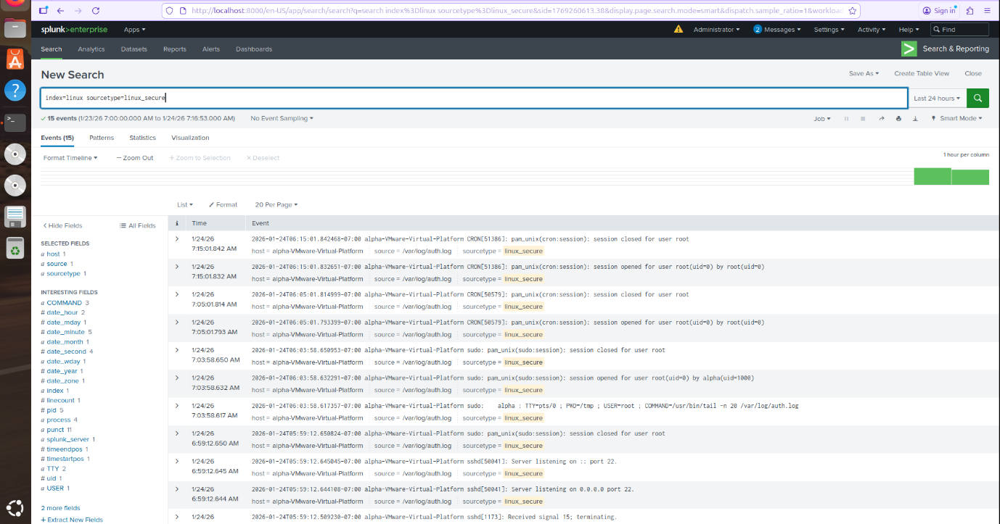 http://localhost:8000/en-US/app/search/search?q=search index%3Dlinux sourcetype%3Dlinux_secure&sid=1769260613.38&display.page.search.mode=smart&dispatch.sample_ratio=1&workloa
Sign in
splunk>enterprise Apps
Administrator 2 Messages Settings Activity Help Find
Search Analytics Datasets Reports Alerts Dashboards
Search & Reporting
New Search
Save As Create Table View Close
index=linux sourcetype=linux_secure
Last 24 hours
15 events (1/23/26 7:00:00.000 AM to 1/24/26 7:16:53.000 AM) No Event Sampling
Job Smart Mode
Events (15) Patterns Statistics Visualization
Format Timeline — Zoom Out + Zoom to Selection × Deselect
1 hour per column
List Format 20 Per Page
< Hide Fields All Fields
i Time Event
SELECTED FIELDS
a host 1
a source 1
a sourcetype 1
INTERESTING FIELDS
a COMMAND 3
# date_hour 2
# date_mday 1
# date_minute 5
a date_month 1
# date_second 4
a date_wday 1
# date_year 1
# date_zone 1
a index 1
# linecount 1
# pid 5
a process 4
a punct 11
a splunk_server 1
# timeendpos 1
# timestartpos 1
a TTY 2
# uid 1
a USER 1
2 more fields
+ Extract New Fields
> 1/24/26 2026-01-24T06:15:01.842468-07:00 alpha-VMware-Virtual-Platform CRON[51386]: pam_unix(cron:session): session closed for user root
7:15:01.842 AM host = alpha-VMware-Virtual-Platform source = /var/log/auth.log sourcetype = linux_secure
> 1/24/26 2026-01-24T06:15:01.832651-07:00 alpha-VMware-Virtual-Platform CRON[51386]: pam_unix(cron:session): session opened for user root(uid=0) by root(uid=0)
7:15:01.832 AM host = alpha-VMware-Virtual-Platform source = /var/log/auth.log sourcetype = linux_secure
> 1/24/26 2026-01-24T06:05:01.814999-07:00 alpha-VMware-Virtual-Platform CRON[50579]: pam_unix(cron:session): session closed for user root
7:05:01.814 AM host = alpha-VMware-Virtual-Platform source = /var/log/auth.log sourcetype = linux_secure
> 1/24/26 2026-01-24T06:05:01.793399-07:00 alpha-VMware-Virtual-Platform CRON[50579]: pam_unix(cron:session): session opened for user root(uid=0) by root(uid=0)
7:05:01.793 AM host = alpha-VMware-Virtual-Platform source = /var/log/auth.log sourcetype = linux_secure
> 1/24/26 2026-01-24T06:03:58.650953-07:00 alpha-VMware-Virtual-Platform sudo: pam_unix(sudo:session): session closed for user root
7:03:58.650 AM host = alpha-VMware-Virtual-Platform source = /var/log/auth.log sourcetype = linux_secure
> 1/24/26 2026-01-24T06:03:58.632291-07:00 alpha-VMware-Virtual-Platform sudo: pam_unix(sudo:session): session opened for user root(uid=0) by alpha(uid=1000)
7:03:58.632 AM host = alpha-VMware-Virtual-Platform source = /var/log/auth.log sourcetype = linux_secure
> 1/24/26 2026-01-24T06:03:58.617357-07:00 alpha-VMware-Virtual-Platform sudo: alpha : TTY=pts/0 ; PWD=/tmp ; USER=root ; COMMAND=/usr/bin/tail -n 20 /var/log/auth.log
7:03:58.617 AM host = alpha-VMware-Virtual-Platform source = /var/log/auth.log sourcetype = linux_secure
> 1/24/26 2026-01-24T05:59:12.650824-07:00 alpha-VMware-Virtual-Platform sudo: pam_unix(sudo:session): session closed for user root
6:59:12.650 AM host = alpha-VMware-Virtual-Platform source = /var/log/auth.log sourcetype = linux_secure
> 1/24/26 2026-01-24T05:59:12.645045-07:00 alpha-VMware-Virtual-Platform sshd[50041]: Server listening on :: port 22.
6:59:12.645 AM host = alpha-VMware-Virtual-Platform source = /var/log/auth.log sourcetype = linux_secure
> 1/24/26 2026-01-24T05:59:12.644108-07:00 alpha-VMware-Virtual-Platform sshd[50041]: Server listening on 0.0.0.0 port 22.
6:59:12.644 AM host = alpha-VMware-Virtual-Platform source = /var/log/auth.log sourcetype = linux_secure
> 1/24/26 2026-01-24T05:59:12.509230-07:00 alpha-VMware-Virtual-Platform sshd[1173]: Received signal 15; terminating.